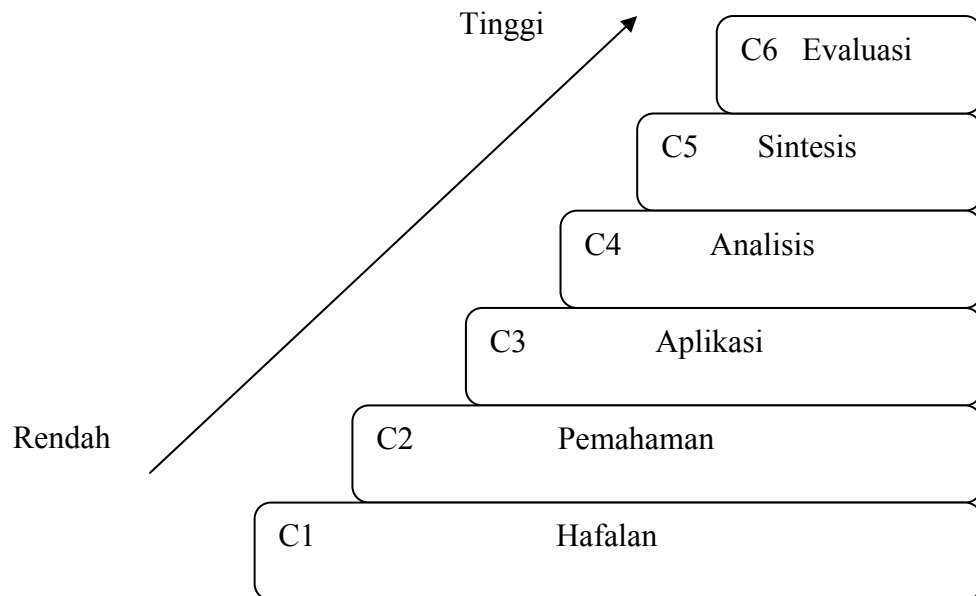 Tinggi
C6 Evaluasi
C5 Sintesis
C4 Analisis
C3 Aplikasi
Rendah
C2 Pemahaman
C1 Hafalan